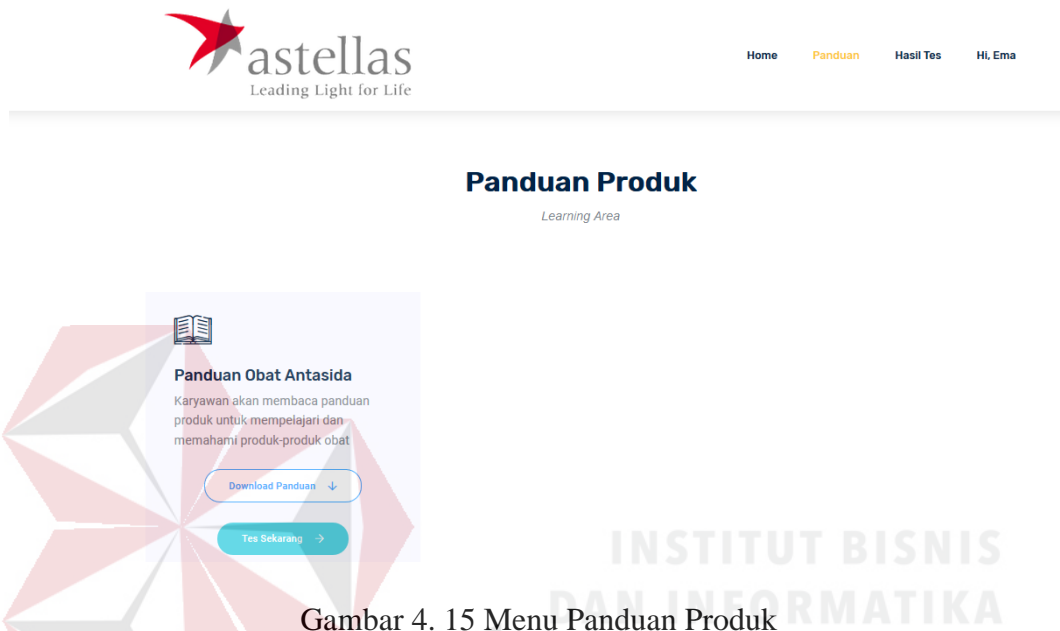 astellas
Leading Light for Life
Home Panduan Hasil Tes Hi, Ema
Panduan Produk
Learning Area
Panduan Obat Antasida
Karyawan akan membaca panduan
produk untuk mempelajari dan
memahami produk-produk obat
Download Panduan
Tes Sekarang
INSTITUT BISNIS
DAN INFORMATIKA
Gambar 4. 15 Menu Panduan Produk